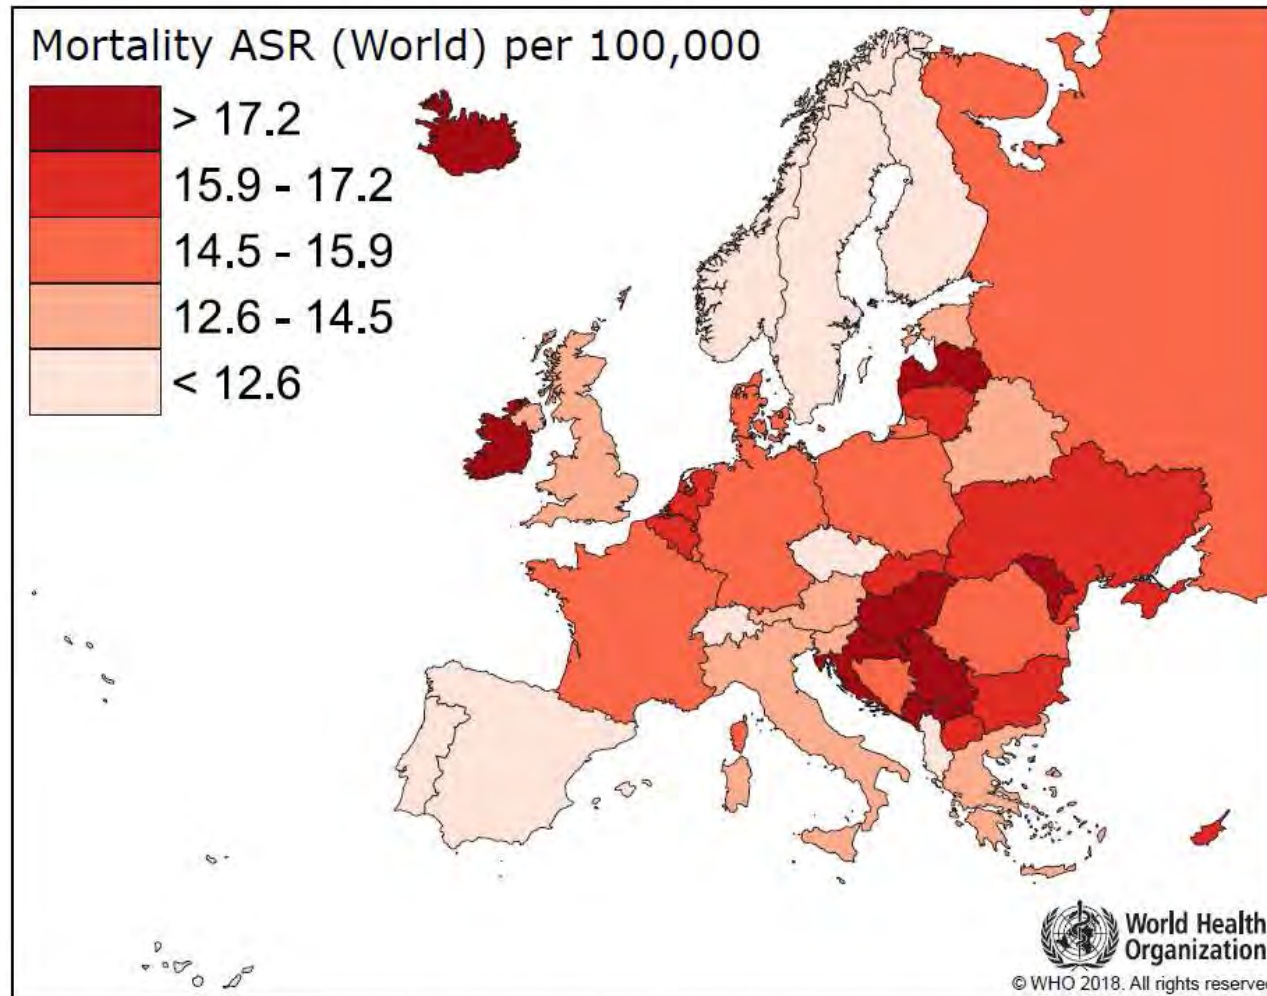 Mortality ASR (World) per 100,000
> 17.2
15.9 - 17.2
14.5 - 15.9
12.6 - 14.5
< 12.6
World Health
Organization
© WHO 2018. All rights reserve